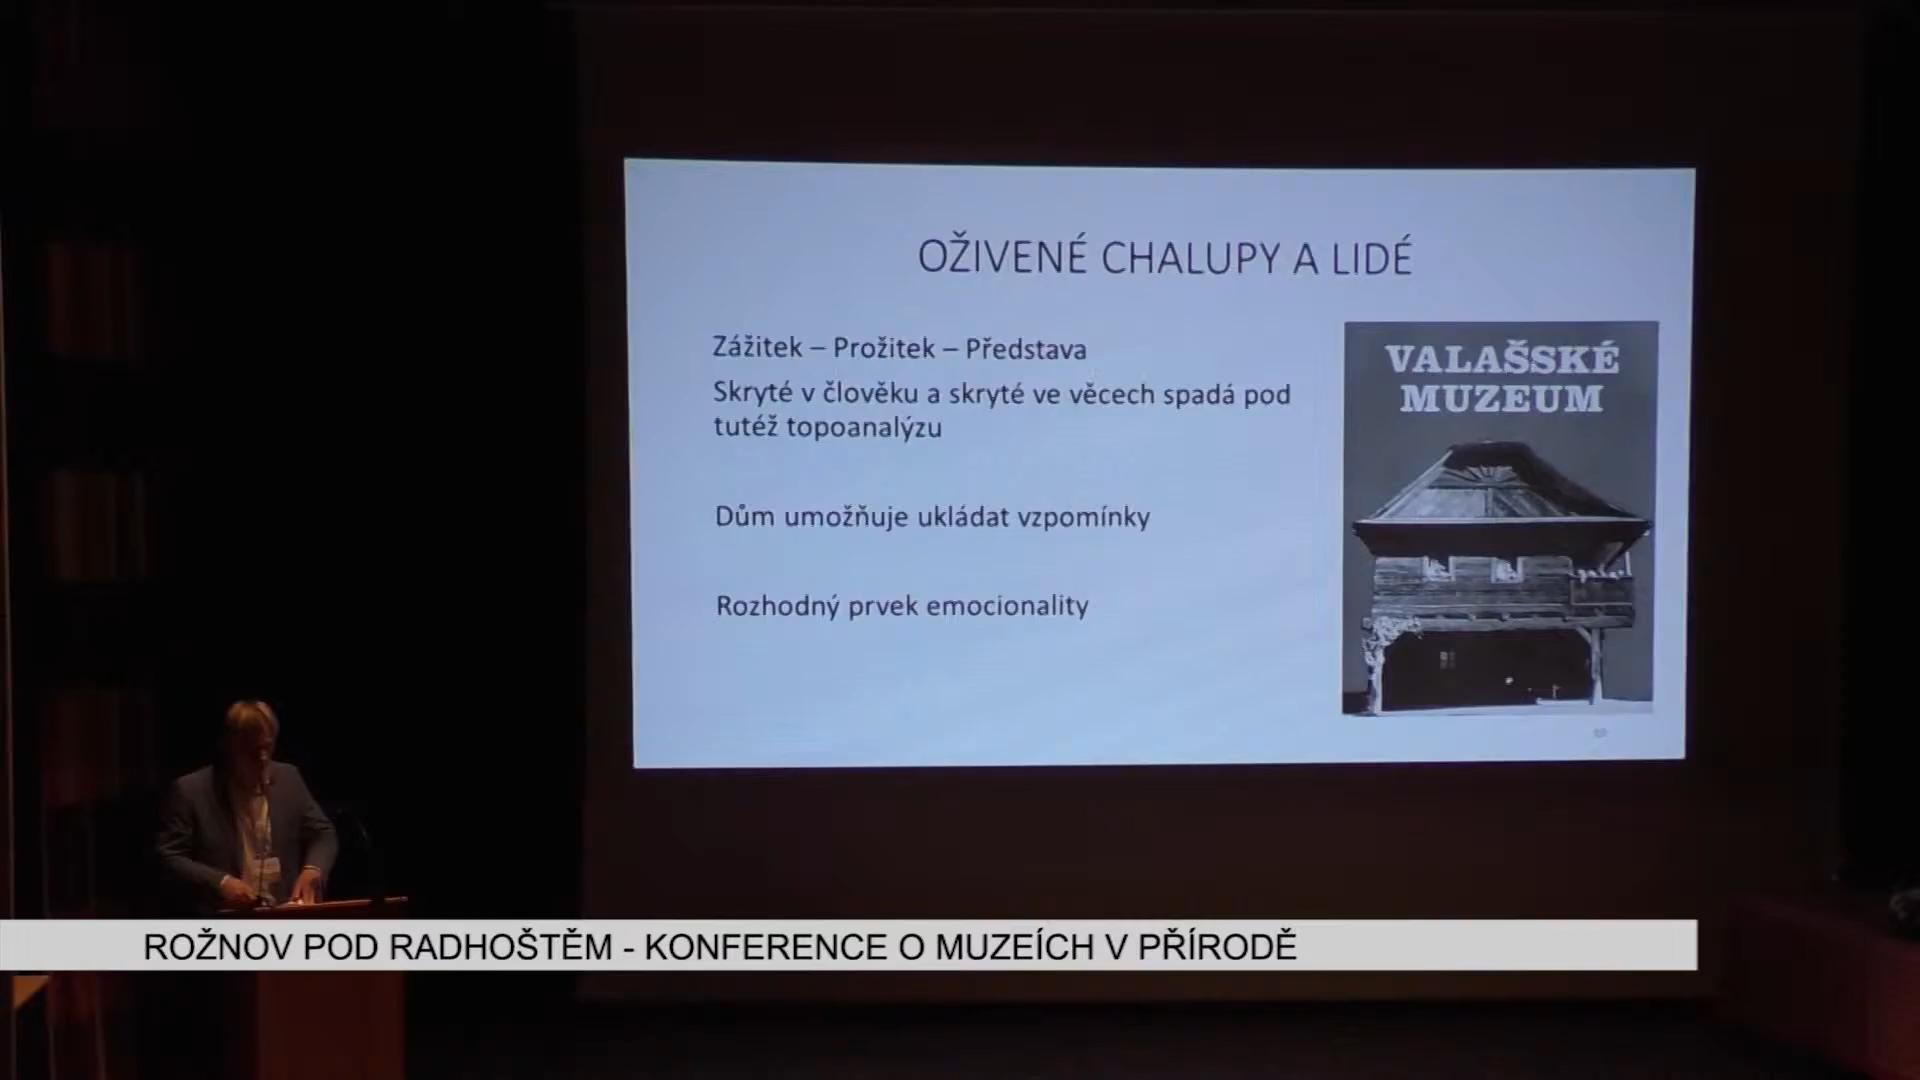 OŽIVENÉ CHALUPY A LIDÉ
Zážitek – Prožitek – Představa
Skryté v člověku a skryté ve věcech spadá pod
tutéž topoanalýzu
Dům umožňuje ukládat vzpomínky
Rozhodný prvek emocionality
VALAŠSKÉ
MUZEUM
ROŽNOV POD RADHOŠTĚM - KONFERENCE O MUZEÍCH V PŘÍRODĚ